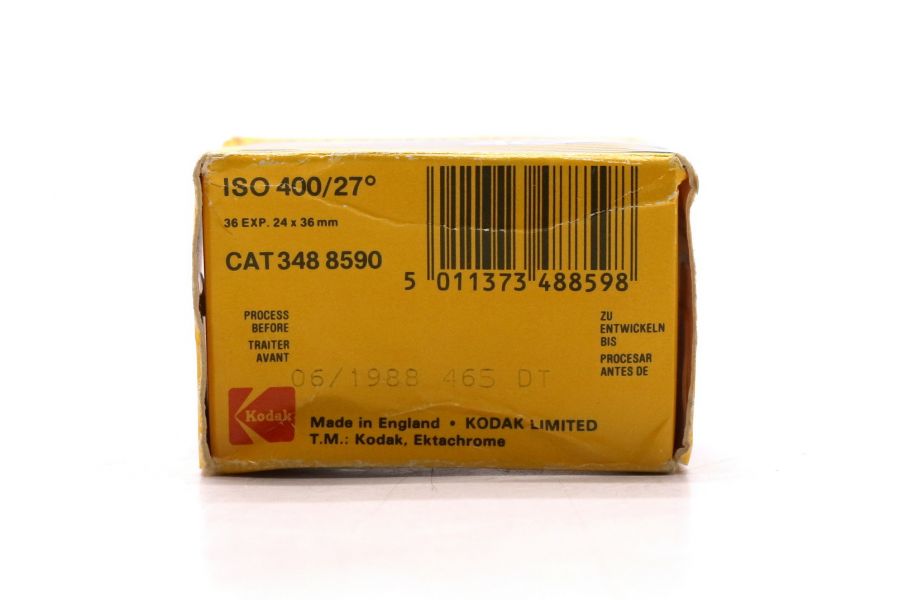 ISO 400/27°
36 EXP. 24 x 36 mm
CAT 348 8590
5 011373 488598
PROCESS
BEFORE
TRAITER
AVANT
ZU
ENTWICKELN
BIS
PROCESAR
ANTES DE
06/1988 465 DT
Kodak
Made in England • KODAK LIMITED
T.M.: Kodak, Ektachrome